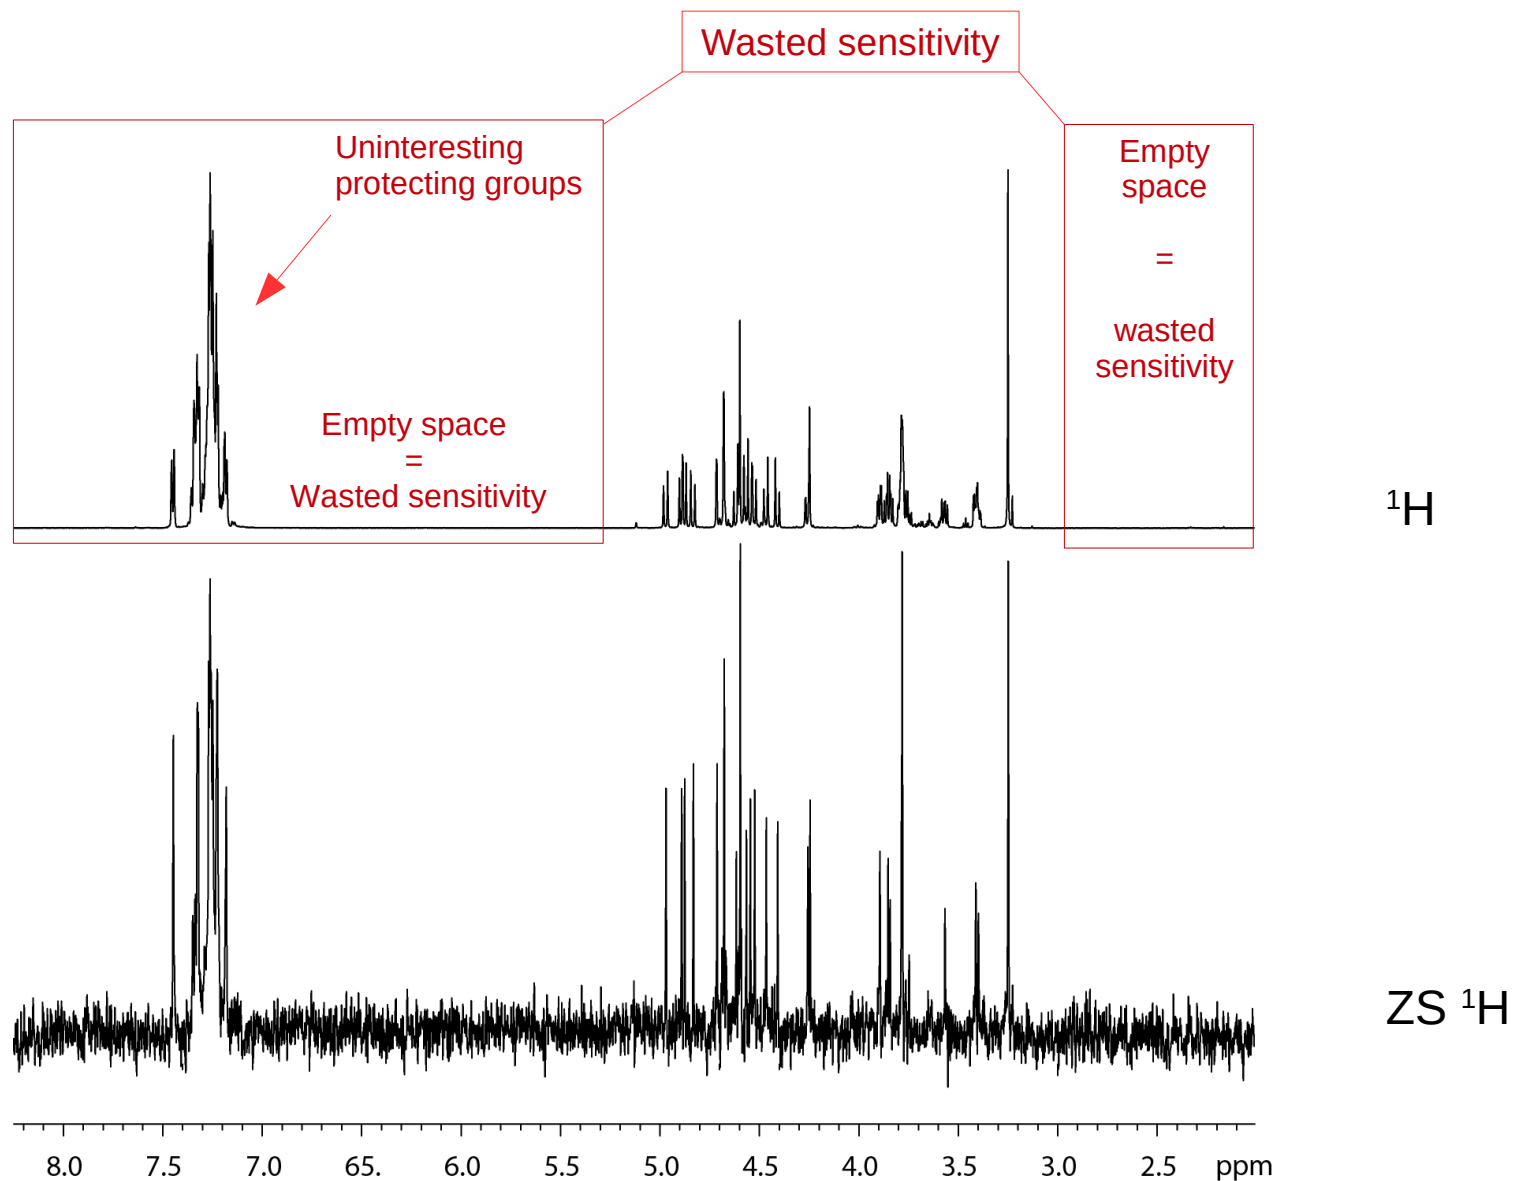 Wasted sensitivity
Uninteresting
protecting groups
Empty
space
=
wasted
sensitivity
Empty space
=
Wasted sensitivity
¹H
ZS ¹H
8.0 7.5 7.0 65. 6.0 5.5 5.0 4.5 4.0 3.5 3.0 2.5 ppm